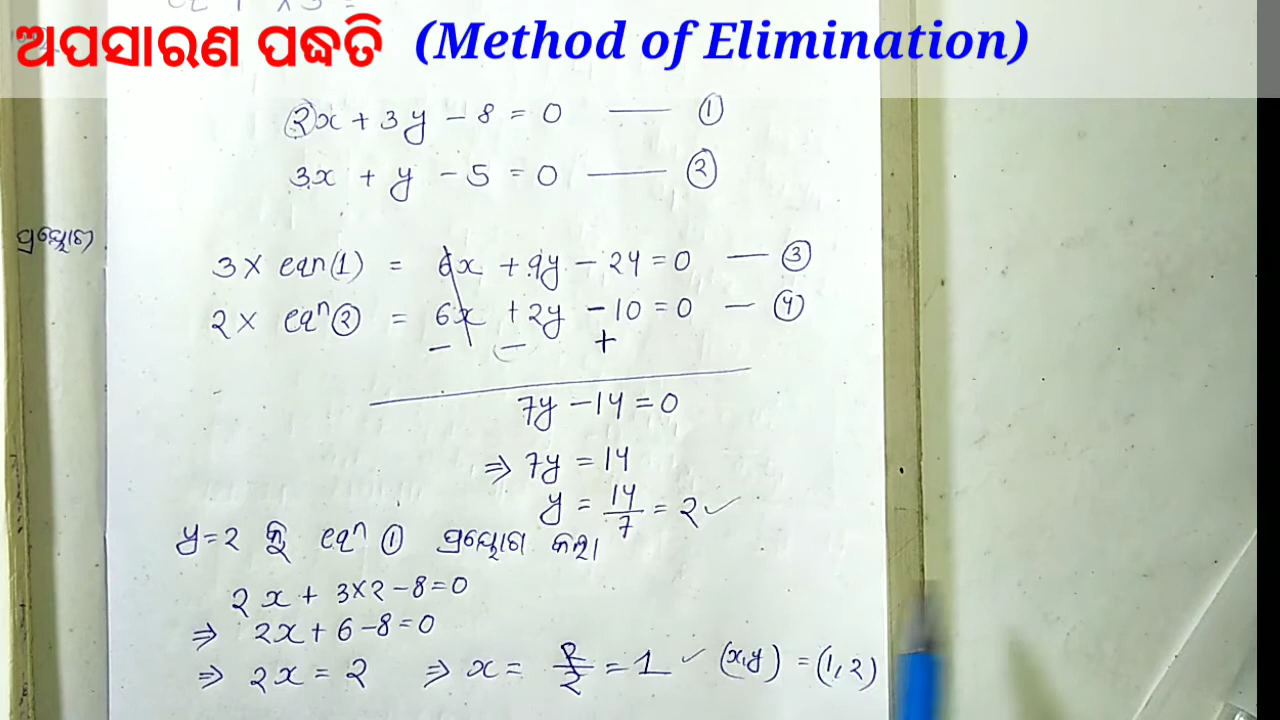 ଅପସାରଣ ପଦ୍ଧତି (Method of Elimination)
2x + 3y - 8 = 0 —— ①
3x + y - 5 = 0 —— ②
ପ୍ରୟୋଗ
3 × eqn(1) = 6x + 9y - 24 = 0 — ③
2 × eqⁿ② = 6x + 2y - 10 = 0 — ④
- - +
7y - 14 = 0
⇒ 7y = 14
y = 14/7 = 2 ✓
y = 2 କୁ eqⁿ ① ପ୍ରୟୋଗ କଲେ
2x + 3×2 - 8 = 0
⇒ 2x + 6 - 8 = 0
⇒ 2x = 2 ⇒ x = 2/2 = 1 ✓ (x,y) = (1,2)